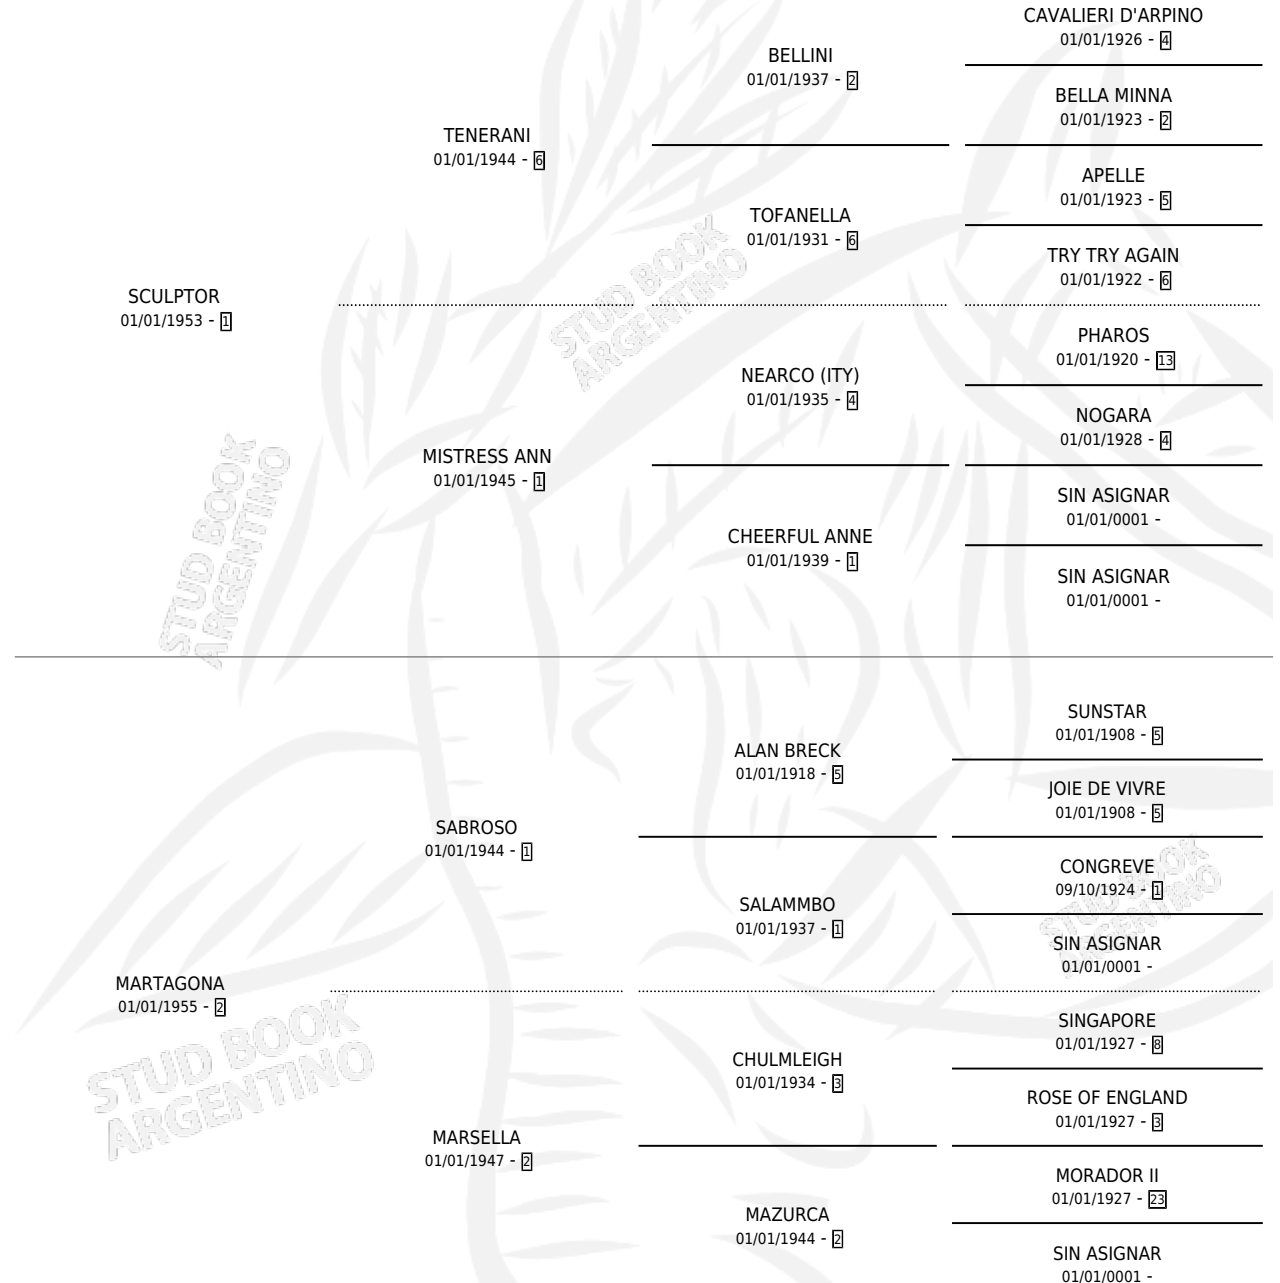 CAVALIERI D'ARPINO
01/01/1926 - 4
BELLINI
01/01/1937 - 2
BELLA MINNA
01/01/1923 - 2
TENERANI
01/01/1944 - 6
APELLE
01/01/1923 - 5
TOFANELLA
01/01/1931 - 6
TRY TRY AGAIN
01/01/1922 - 6
SCULPTOR
01/01/1953 - 1
STUD BOOK
ARGENTINO
PHAROS
01/01/1920 - 13
NEARCO (ITY)
01/01/1935 - 4
NOGARA
01/01/1928 - 4
MISTRESS ANN
01/01/1945 - 1
SIN ASIGNAR
01/01/0001 -
CHEERFUL ANNE
01/01/1939 - 1
SIN ASIGNAR
01/01/0001 -
STUD BOOK
ARGENTINO
SUNSTAR
01/01/1908 - 5
ALAN BRECK
01/01/1918 - 5
JOIE DE VIVRE
01/01/1908 - 5
SABROSO
01/01/1944 - 1
CONGREVE
09/10/1924 - 1
SALAMMBO
01/01/1937 - 1
STUD BOOK
ARGENTINO
SIN ASIGNAR
01/01/0001 -
MARTAGONA
01/01/1955 - 2
SINGAPORE
01/01/1927 - 8
CHULMLEIGH
01/01/1934 - 3
STUD BOOK
ARGENTINO
ROSE OF ENGLAND
01/01/1927 - 3
MARSELLA
01/01/1947 - 2
MORADOR II
01/01/1927 - 23
MAZURCA
01/01/1944 - 2
SIN ASIGNAR
01/01/0001 -